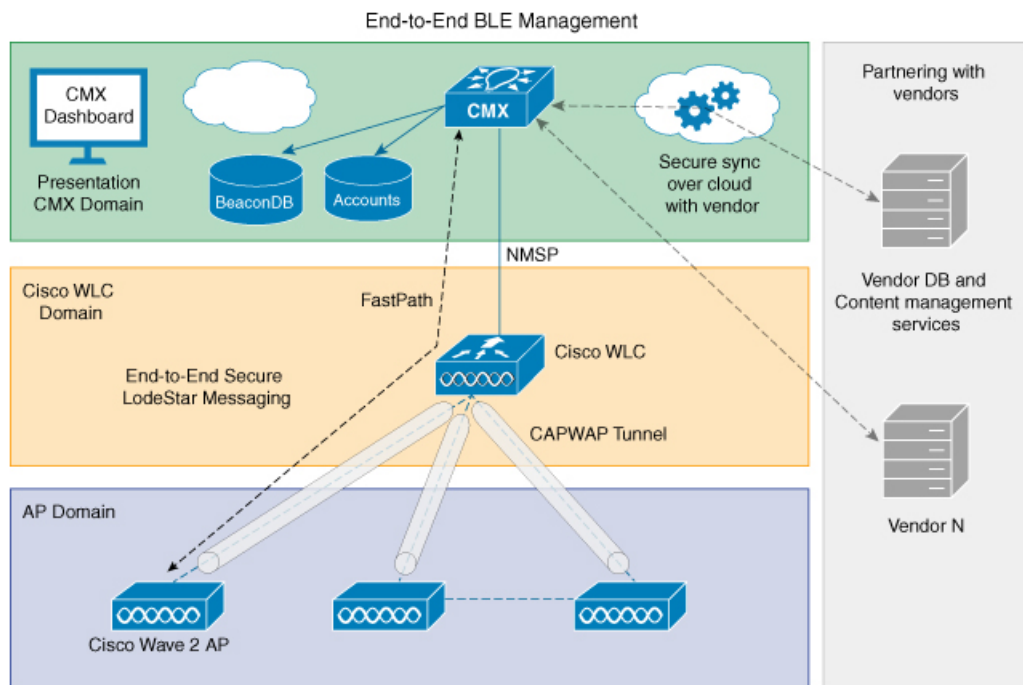 End-to-End BLE Management
CMX
Dashboard
Presentation
CMX Domain
BeaconDB
Accounts
CMX
Secure sync
over cloud
with vendor
Partnering with
vendors
Vendor DB and
Content management
services
Vendor N
NMSP
Cisco WLC
Domain
FastPath
Cisco WLC
End-to-End Secure
LodeStar Messaging
CAPWAP Tunnel
AP Domain
Cisco Wave 2 AP